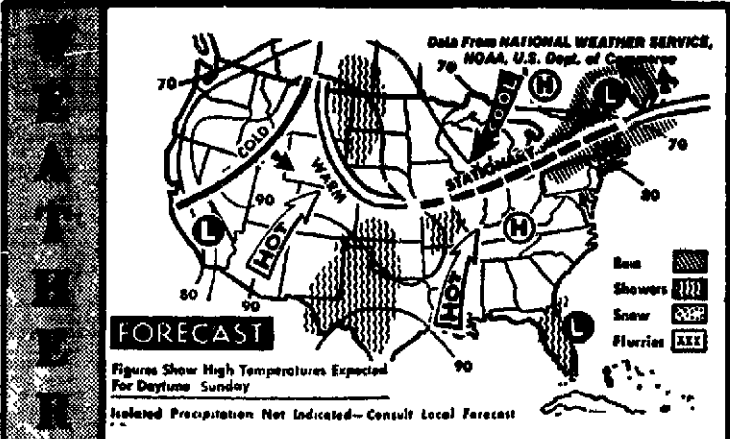 WEATHER
Data From NATIONAL WEATHER SERVICE,
NOAA, U.S. Dept. of Commerce
70
70
H
L
COOL
COLD
WARM
STATIONARY
70
80
90
L
HOT
H
HOT
80
90
90
L
Rain
Showers
Snow
Flurries
FORECAST
Figures Show High Temperatures Expected
For Daytime Sunday
Isolated Precipitation Not Indicated—Consult Local Forecast